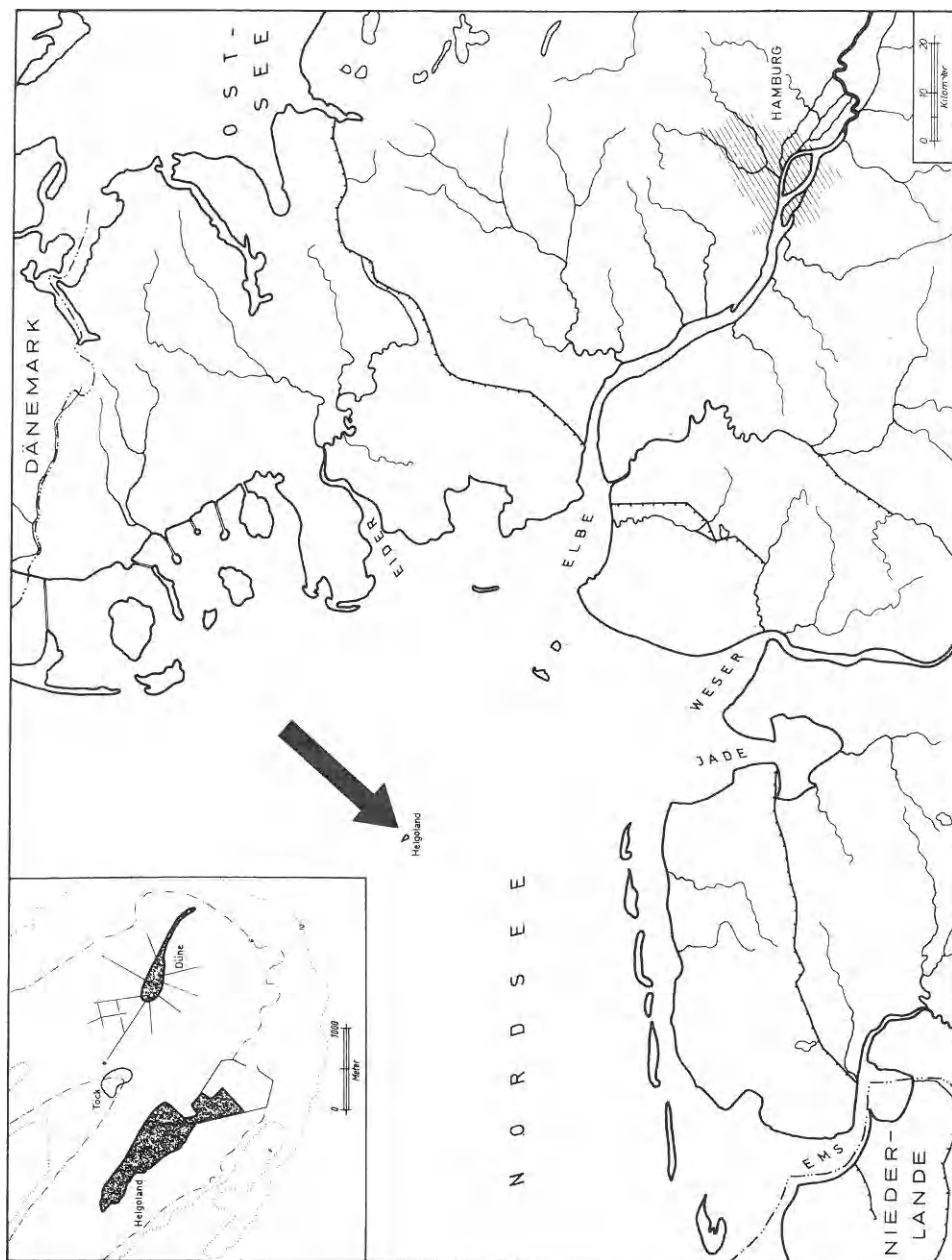 Helgoland
Tock
Düne
0 1000
Meter
10
DÄNEMARK
OST-
SEE
NORDSEE
Helgoland
EIDER
ELBE
HAMBURG
WESER
JADE
EMS
NIEDER-
LANDE
0 10 20
Kilometer